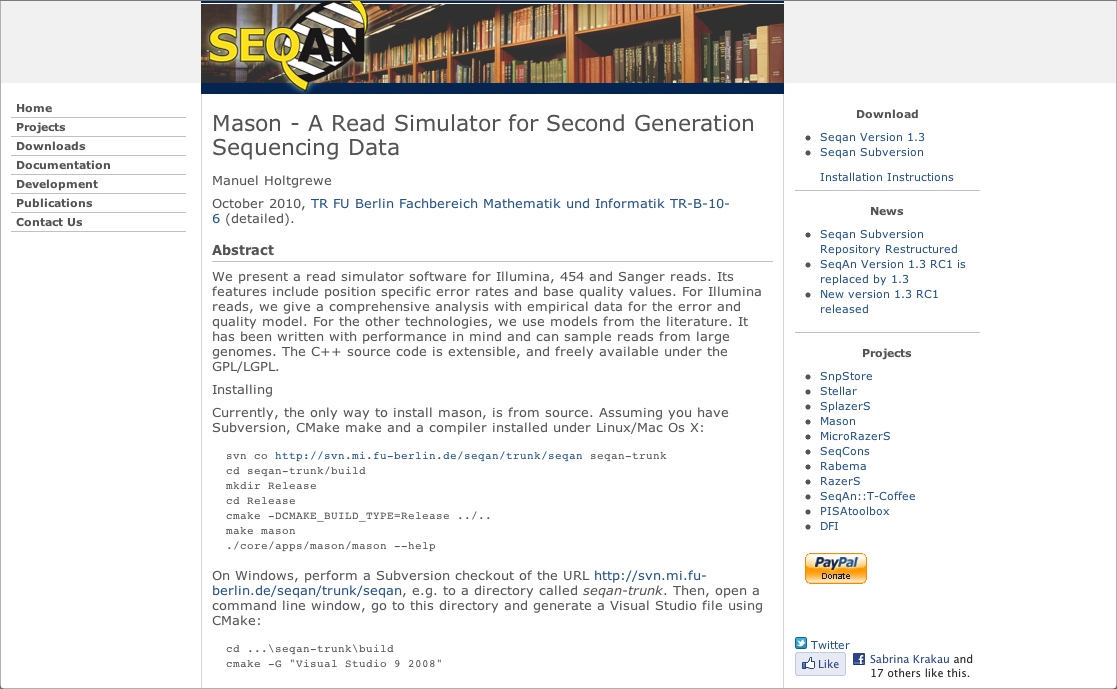 SEQAN
Home
Projects
Downloads
Documentation
Development
Publications
Contact Us
Mason - A Read Simulator for Second Generation
Sequencing Data
Manuel Holtgrewe
October 2010, TR FU Berlin Fachbereich Mathematik und Informatik TR-B-10-
6 (detailed).
Abstract
We present a read simulator software for Illumina, 454 and Sanger reads. Its
features include position specific error rates and base quality values. For Illumina
reads, we give a comprehensive analysis with empirical data for the error and
quality model. For the other technologies, we use models from the literature. It
has been written with performance in mind and can sample reads from large
genomes. The C++ source code is extensible, and freely available under the
GPL/LGPL.
Installing
Currently, the only way to install mason, is from source. Assuming you have
Subversion, CMake make and a compiler installed under Linux/Mac Os X:
svn co http://svn.mi.fu-berlin.de/seqan/trunk/seqan seqan-trunk
cd seqan-trunk/build
mkdir Release
cd Release
cmake -DCMAKE_BUILD_TYPE=Release ../..
make mason
./core/apps/mason/mason --help
On Windows, perform a Subversion checkout of the URL http://svn.mi.fu-
berlin.de/seqan/trunk/seqan, e.g. to a directory called seqan-trunk. Then, open a
command line window, go to this directory and generate a Visual Studio file using
CMake:
cd ...\seqan-trunk\build
cmake -G "Visual Studio 9 2008"
Download
Seqan Version 1.3
Seqan Subversion
Installation Instructions
News
Seqan Subversion
Repository Restructured
SeqAn Version 1.3 RC1 is
replaced by 1.3
New version 1.3 RC1
released
Projects
SnpStore
Stellar
SplazerS
Mason
MicroRazerS
SeqCons
Rabema
RazerS
SeqAn::T-Coffee
PISAtoolbox
DFI
PayPal
Donate
Twitter
Like
Sabrina Krakau and
17 others like this.